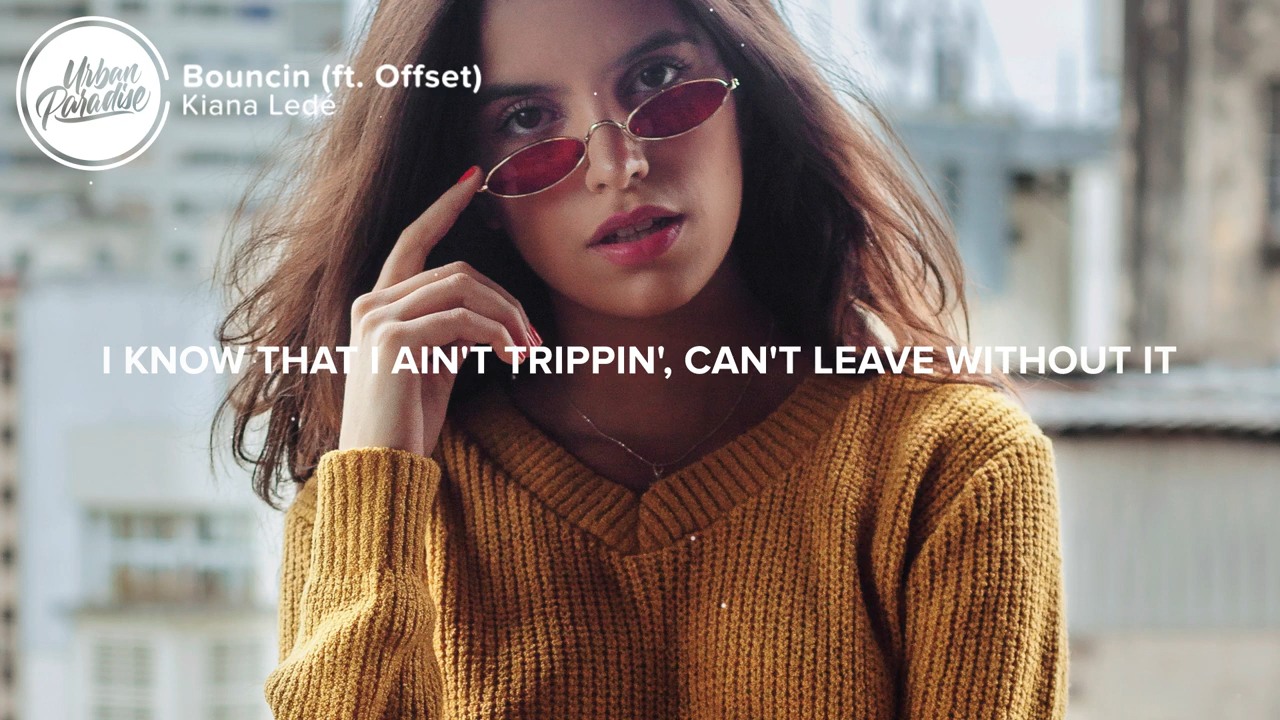 Urban
Paradise
Bouncin (ft. Offset)
Kiana Ledé
I KNOW THAT I AIN'T TRIPPIN', CAN'T LEAVE WITHOUT IT